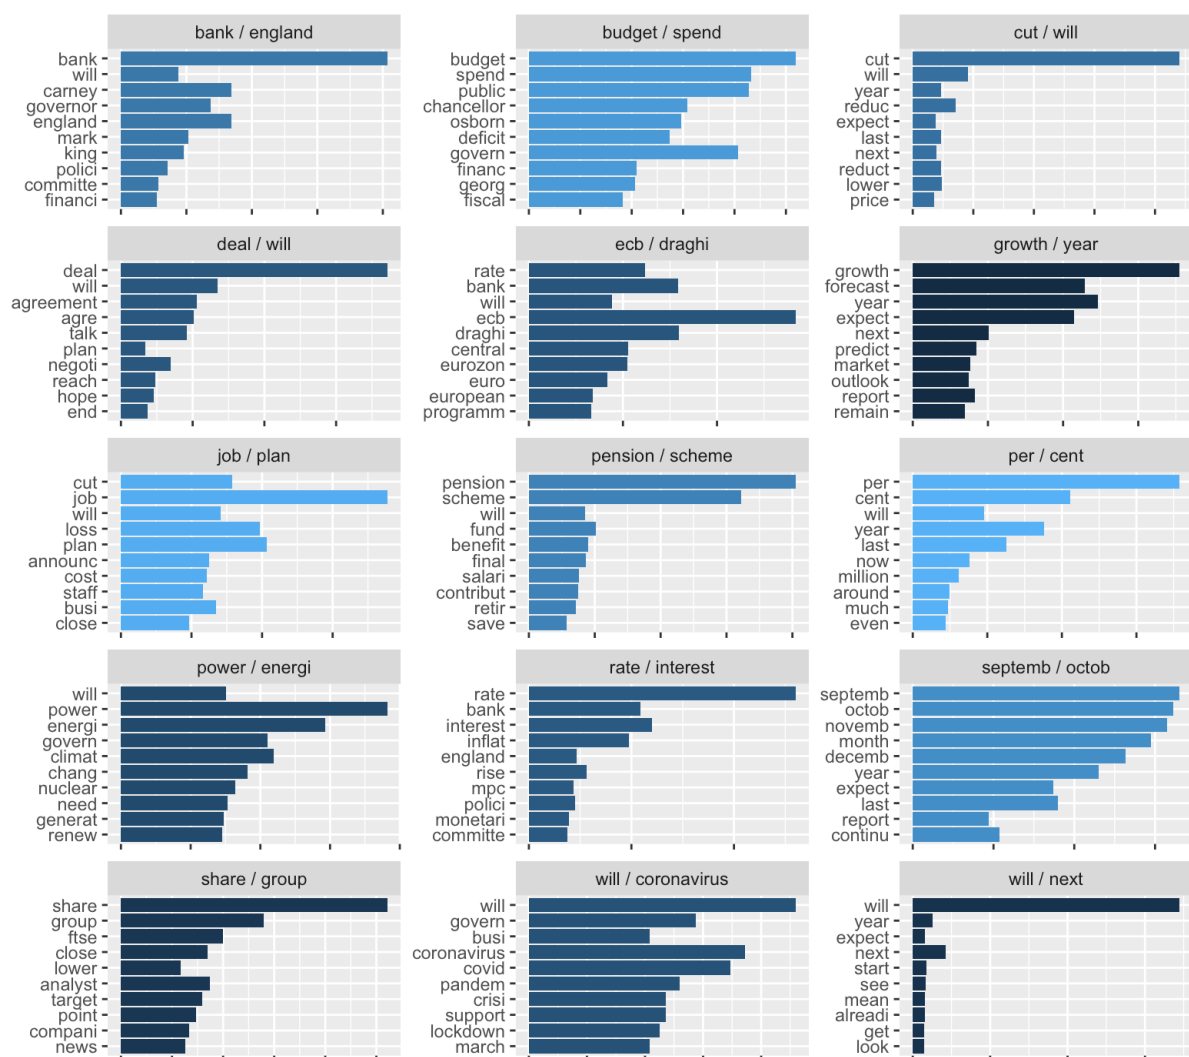 bank / england
bank
will
carney
governor
england
mark
king
polici
committe
financi
budget / spend
budget
spend
public
chancellor
osborn
deficit
govern
financ
georg
fiscal
cut / will
cut
will
year
reduc
expect
last
next
reduct
lower
price
deal / will
deal
will
agreement
agre
talk
plan
negoti
reach
hope
end
ecb / draghi
rate
bank
will
ecb
draghi
central
eurozon
euro
european
programm
growth / year
growth
forecast
year
expect
next
predict
market
outlook
report
remain
job / plan
cut
job
will
loss
plan
announc
cost
staff
busi
close
pension / scheme
pension
scheme
will
fund
benefit
final
salari
contribut
retir
save
per / cent
per
cent
will
year
last
now
million
around
much
even
power / energi
will
power
energi
govern
climat
chang
nuclear
need
generat
renew
rate / interest
rate
bank
interest
inflat
england
rise
mpc
polici
monetari
committe
septemb / octob
septemb
octob
novemb
month
decemb
year
expect
last
report
continu
share / group
share
group
ftse
close
lower
analyst
target
point
compani
news
will / coronavirus
will
govern
busi
coronavirus
covid
pandem
crisi
support
lockdown
march
will / next
will
year
expect
next
start
see
mean
alreadi
get
look